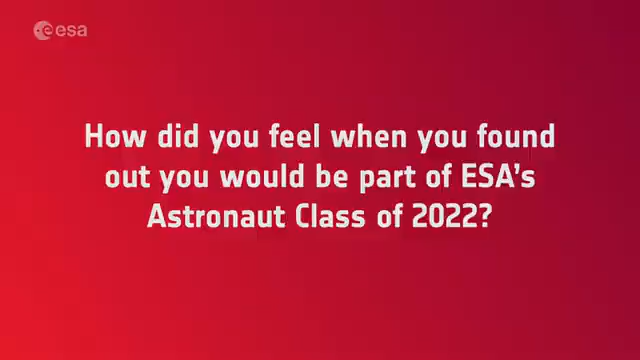 esa
How did you feel when you found
out you would be part of ESA's
Astronaut Class of 2022?